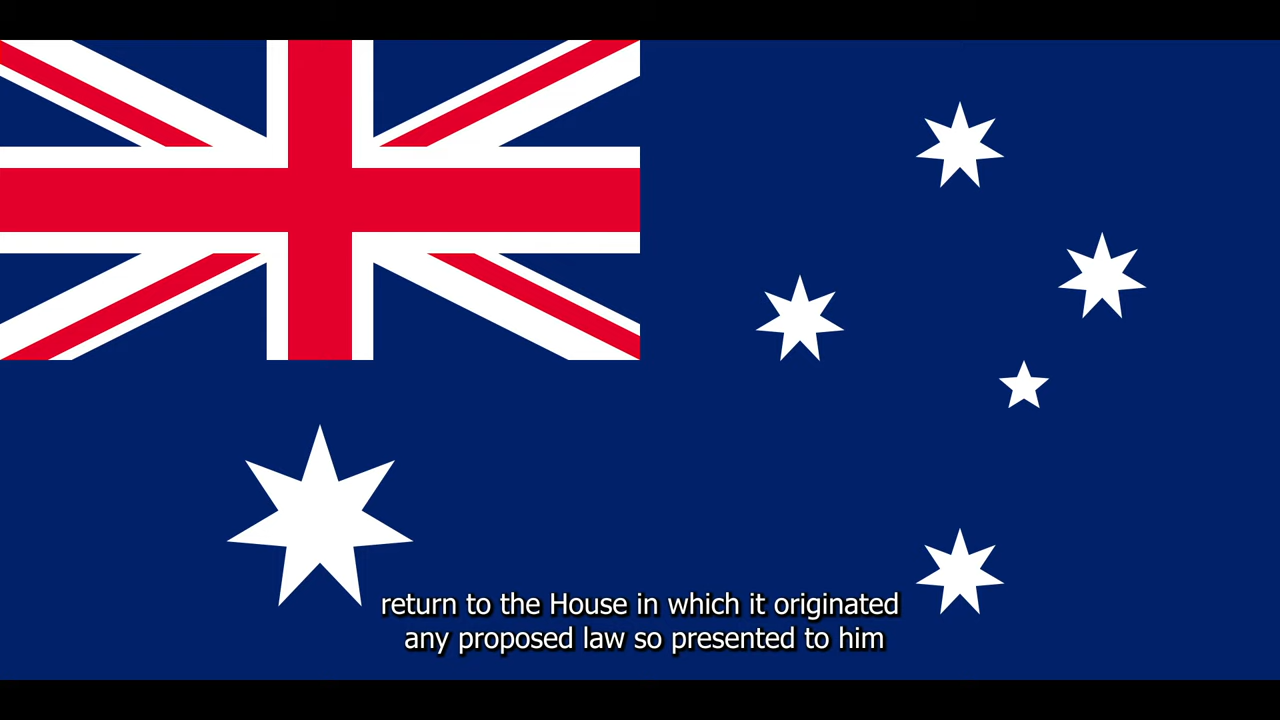 return to the House in which it originated
any proposed law so presented to him